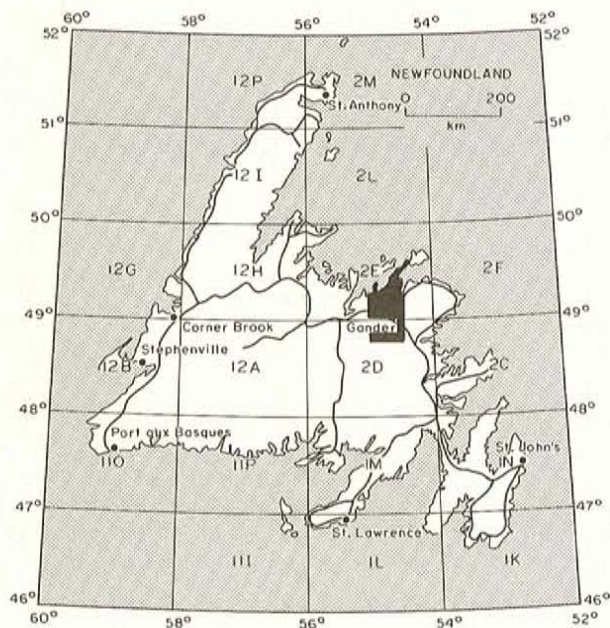 60° 58° 56° 54° 52°
52° 52°
12P 2M NEWFOUNDLAND
St. Anthony 0 200
km
51° 51°
12 I 2L
50° 50°
12G 12H 2E 2F
49° 49°
Corner Brook Gander
Stephenville
12B 12A 2D 2C
48° 48°
Port aux Basques St. John's
11O 11P 1M 1N
47° 47°
St. Lawrence
11I 1L 1K
46° 46°
60° 58° 56° 54° 52°